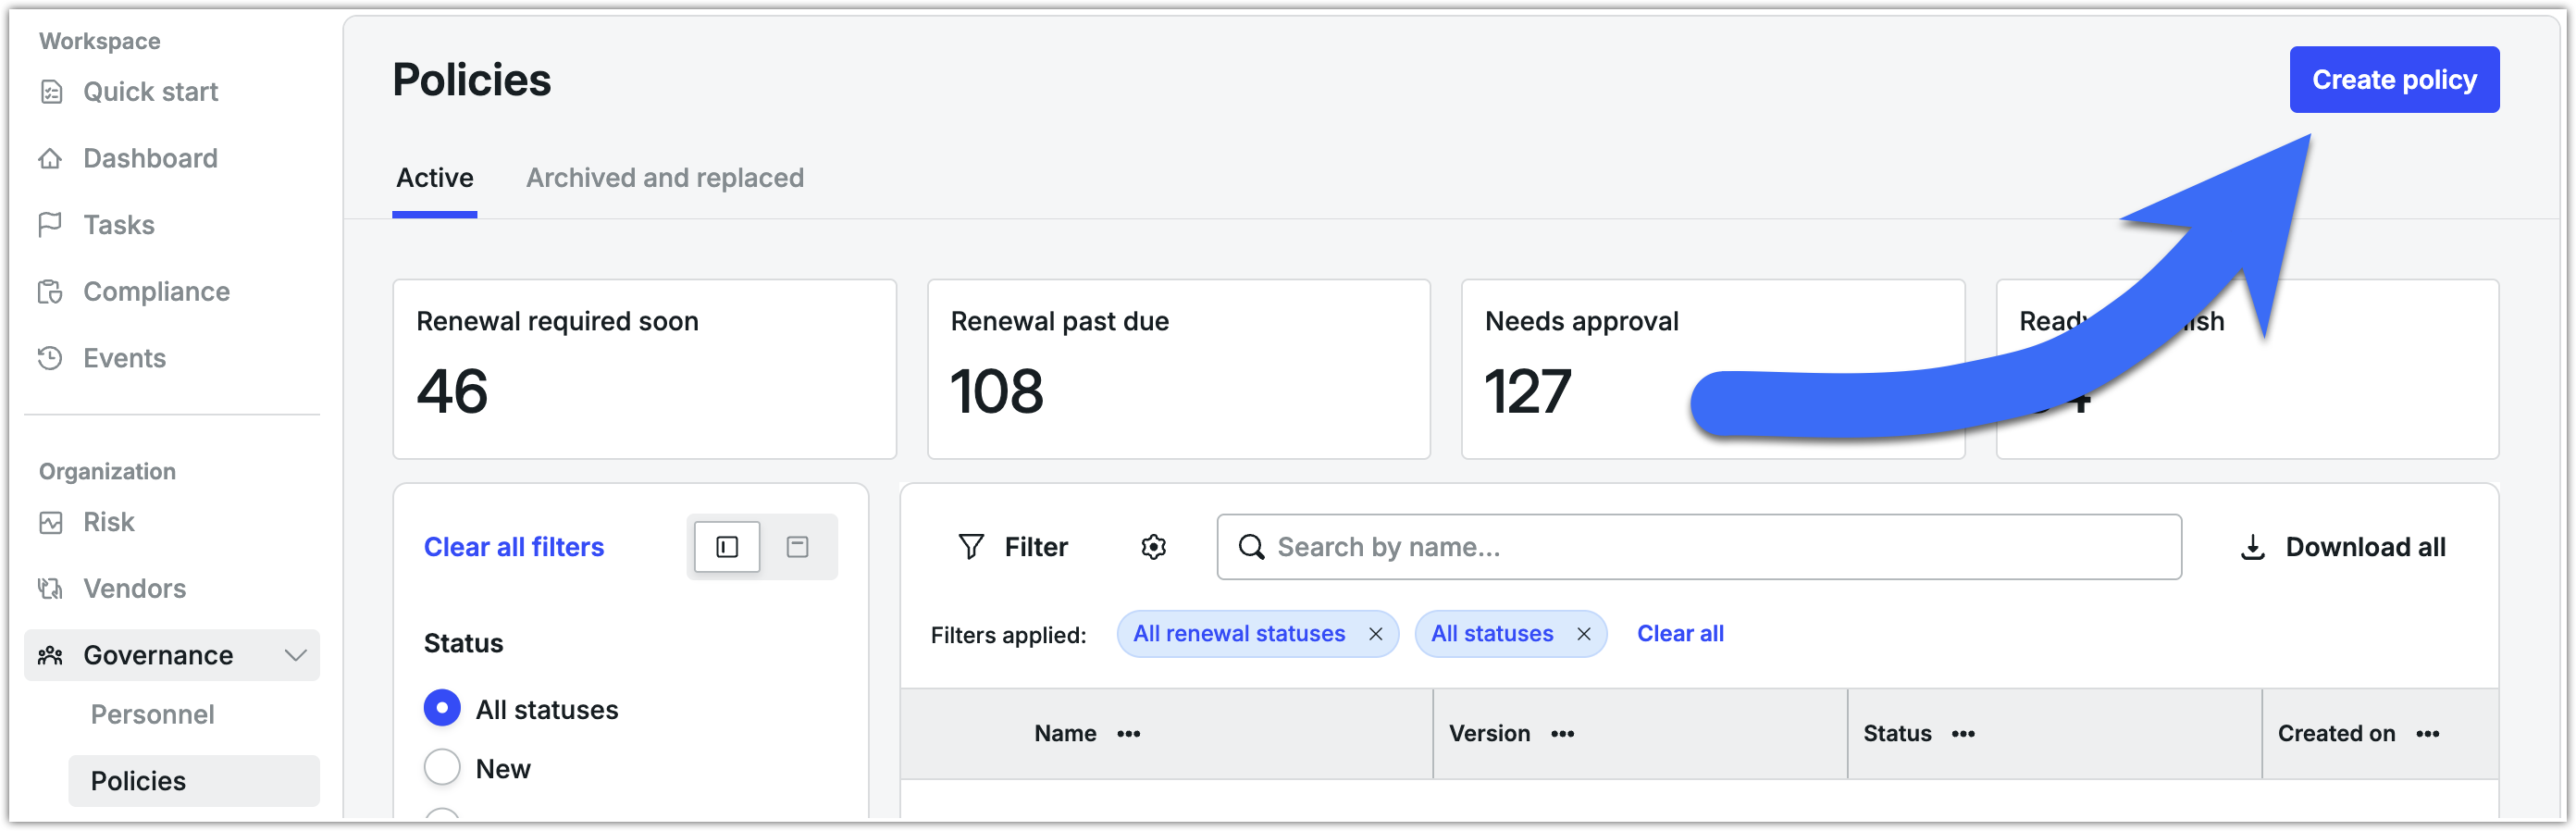 Workspace
Quick start
Dashboard
Tasks
Compliance
Events
Organization
Risk
Vendors
Governance
Personnel
Policies
Policies
Create policy
Active
Archived and replaced
Renewal required soon
46
Renewal past due
108
Needs approval
127
Clear all filters
Status
All statuses
New
Filter
Search by name...
Download all
Filters applied:
All renewal statuses
All statuses
Clear all
Name
Version
Status
Created on